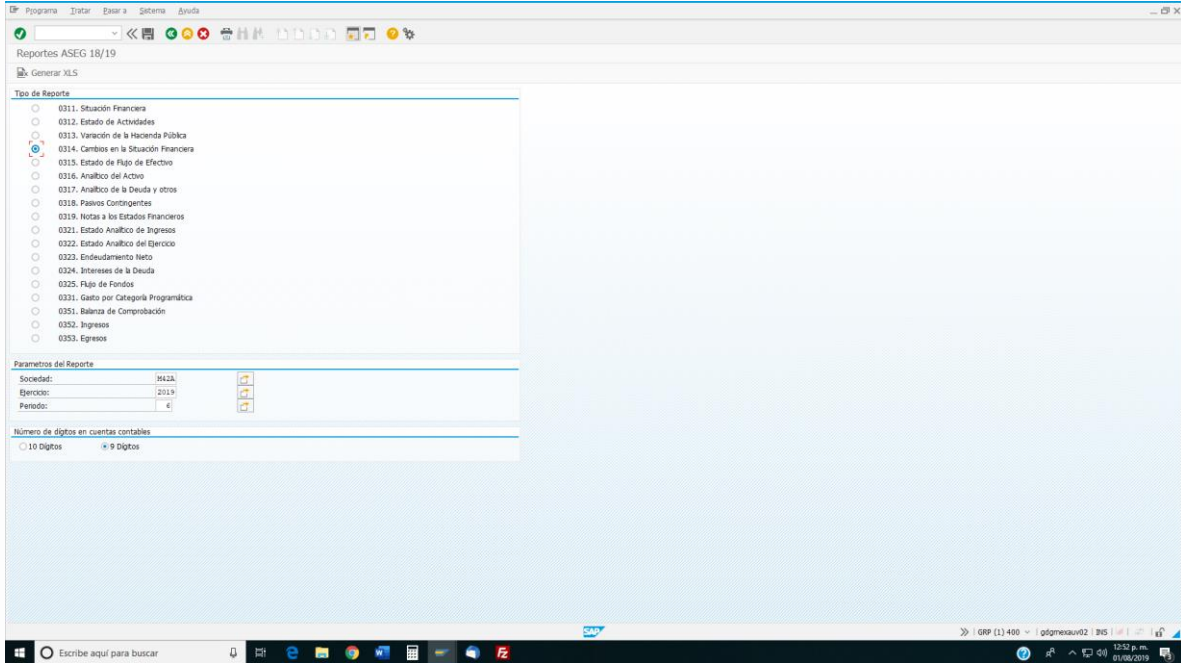 Programa Tratar Pasar a Sistema Ayuda
Reportes ASEG 18/19
Generar XLS
Tipo de Reporte
0311. Situación Financiera
0312. Estado de Actividades
0313. Variación de la Hacienda Pública
0314. Cambios en la Situación Financiera
0315. Estado de Flujo de Efectivo
0316. Analítico del Activo
0317. Analítico de la Deuda y otros
0318. Pasivos Contingentes
0319. Notas a los Estados Financieros
0321. Estado Analítico de Ingresos
0322. Estado Analítico del Ejercicio
0323. Endeudamiento Neto
0324. Intereses de la Deuda
0325. Flujo de Fondos
0331. Gasto por Categoría Programática
0351. Balanza de Comprobación
0352. Ingresos
0353. Egresos
Parametros del Reporte
Sociedad: M42A
Ejercicio: 2019
Periodo: 6
Número de dígitos en cuentas contables
10 Dígitos 9 Dígitos
SAP
GRP (1) 400 gdgmexauv02 INS
Escribe aquí para buscar
12:52 p. m.
01/08/2019